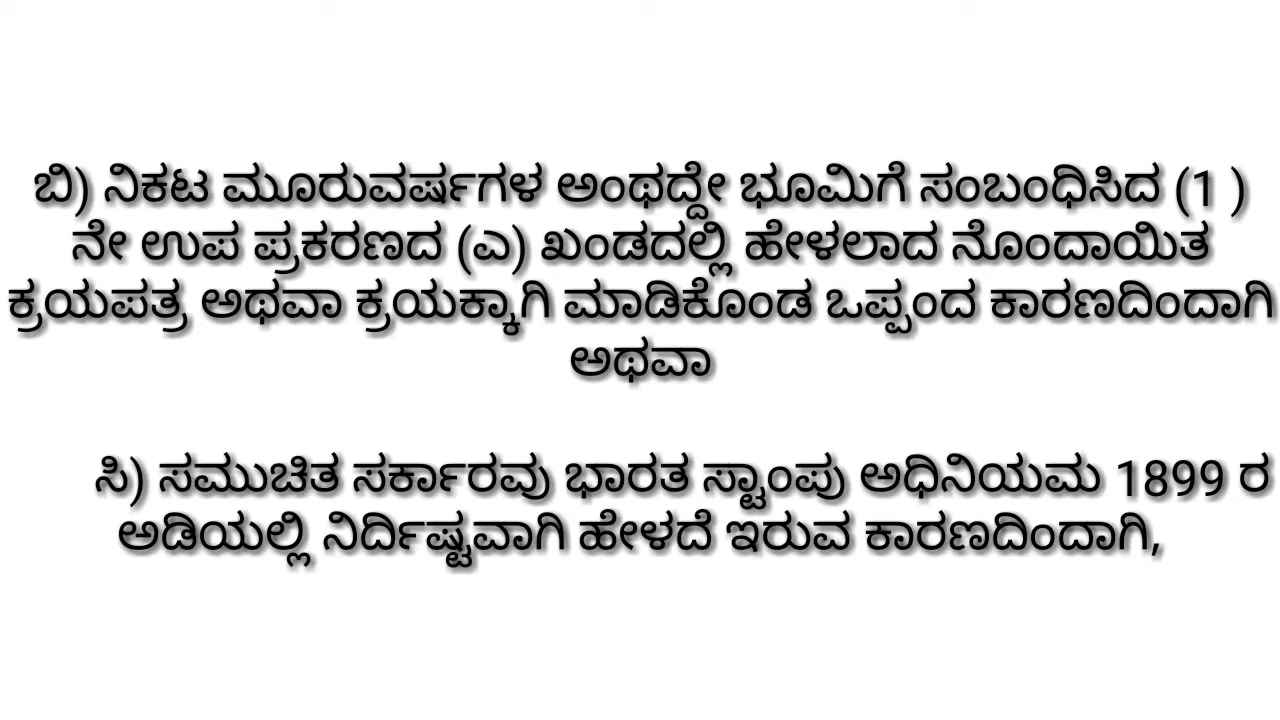 ಬಿ) ನಿಕಟ ಮೂರುವರ್ಷಗಳ ಅಂಥದ್ದೇ ಭೂಮಿಗೆ ಸಂಬಂಧಿಸಿದ (1 )
ನೇ ಉಪ ಪ್ರಕರಣದ (ಎ) ಖಂಡದಲ್ಲಿ ಹೇಳಲಾದ ನೊಂದಾಯಿತ
ಕ್ರಯಪತ್ರ ಅಥವಾ ಕ್ರಯಕ್ಕಾಗಿ ಮಾಡಿಕೊಂಡ ಒಪ್ಪಂದ ಕಾರಣದಿಂದಾಗಿ
ಅಥವಾ
ಸಿ) ಸಮುಚಿತ ಸರ್ಕಾರವು ಭಾರತ ಸ್ಟಾಂಪು ಅಧಿನಿಯಮ 1899 ರ
ಅಡಿಯಲ್ಲಿ ನಿರ್ದಿಷ್ಟವಾಗಿ ಹೇಳದೆ ಇರುವ ಕಾರಣದಿಂದಾಗಿ,